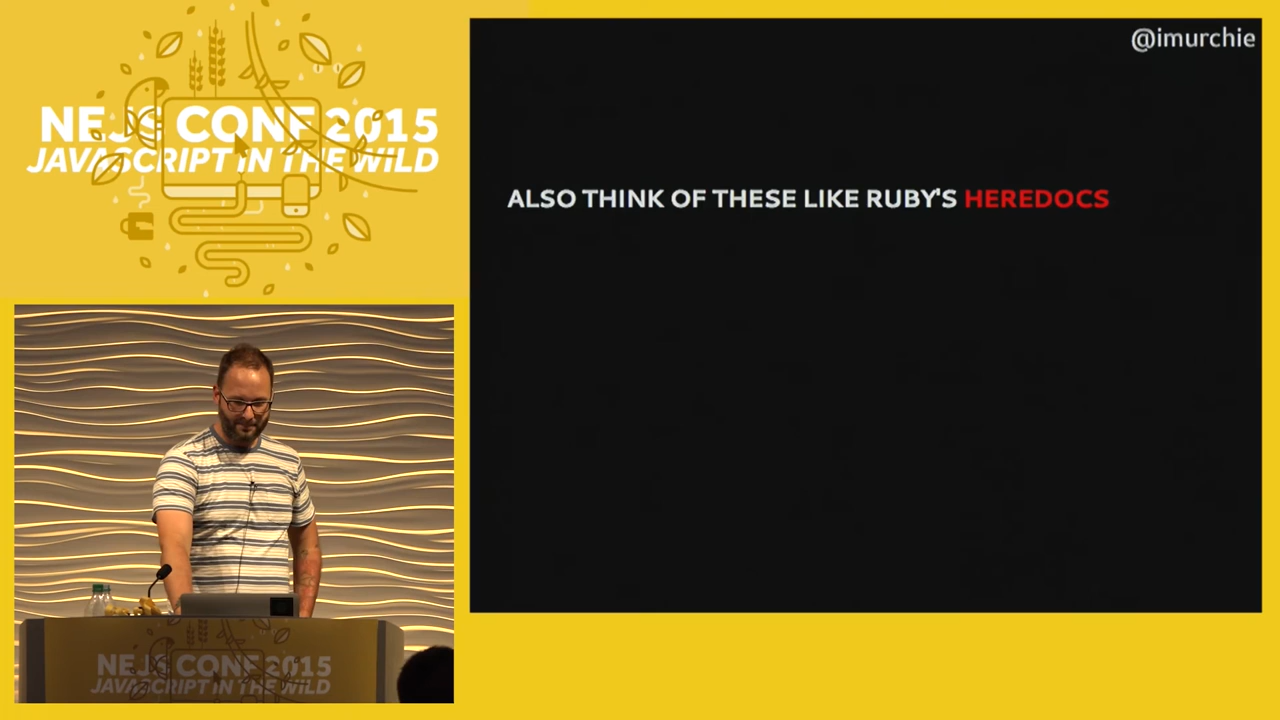 NEJS CONF 2015
JAVASCRIPT IN THE WILD
@imurchie
ALSO THINK OF THESE LIKE RUBY'S HEREDOCS
NEJS CONF 2015
JAVASCRIPT IN THE WILD